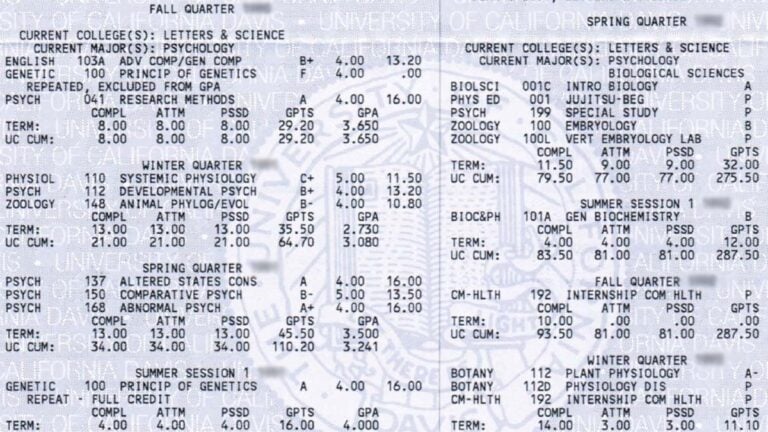 FALL QUARTER
CURRENT COLLEGE(S): LETTERS & SCIENCE
CURRENT MAJOR(S): PSYCHOLOGY
ENGLISH 103A ADV COMP/GEN COMP B+ 4.00 13.20
GENETIC 100 PRINCIP OF GENETICS F 4.00 .00
REPEATED, EXCLUDED FROM GPA
PSYCH 041 RESEARCH METHODS A 4.00 16.00
COMPL ATTM PSSD GPTS GPA
TERM: 8.00 8.00 8.00 29.20 3.650
UC CUM: 8.00 8.00 8.00 29.20 3.650
WINTER QUARTER
PHYSIOL 110 SYSTEMIC PHYSIOLOGY C+ 5.00 11.50
PSYCH 112 DEVELOPMENTAL PSYCH B+ 4.00 13.20
ZOOLOGY 148 ANIMAL PHYLOG/EVOL B- 4.00 10.80
COMPL ATTM PSSD GPTS GPA
TERM: 13.00 13.00 13.00 35.50 2.730
UC CUM: 21.00 21.00 21.00 64.70 3.080
SPRING QUARTER
PSYCH 137 ALTERED STATES CONS A 4.00 16.00
PSYCH 150 COMPARATIVE PSYCH B- 5.00 13.50
PSYCH 168 ABNORMAL PSYCH A+ 4.00 16.00
COMPL ATTM PSSD GPTS GPA
TERM: 13.00 13.00 13.00 45.50 3.500
UC CUM: 34.00 34.00 34.00 110.20 3.241
SUMMER SESSION 1
GENETIC 100 PRINCIP OF GENETICS A 4.00 16.00
REPEAT - FULL CREDIT
COMPL ATTM PSSD GPTS GPA
TERM: 4.00 4.00 4.00 16.00 4.000
SPRING QUARTER
CURRENT COLLEGE(S): LETTERS & SCIENCE
CURRENT MAJOR(S): PSYCHOLOGY
BIOLOGICAL SCIENCES
BIOLSCI 001C INTRO BIOLOGY A
PHYS ED 001 JUJITSU-BEG P
PSYCH 199 SPECIAL STUDY P
ZOOLOGY 100 EMBRYOLOGY B
ZOOLOGY 100L VERT EMBRYOLOGY LAB P
COMPL ATTM PSSD GPTS
TERM: 11.50 9.00 9.00 32.00
UC CUM: 79.50 77.00 77.00 275.50
SUMMER SESSION 1
BIOC&PH 101A GEN BIOCHEMISTRY B
COMPL ATTM PSSD GPTS
TERM: 4.00 4.00 4.00 12.00
UC CUM: 83.50 81.00 81.00 287.50
FALL QUARTER
CM-HLTH 192 INTERNSHIP COM HLTH P
COMPL ATTM PSSD GPTS
TERM: 10.00 .00 .00 .00
UC CUM: 93.50 81.00 81.00 287.50
WINTER QUARTER
BOTANY 112 PLANT PHYSIOLOGY A-
BOTANY 112D PHYSIOLOGY DIS P
CM-HLTH 192 INTERNSHIP COM HLTH P
COMPL ATTM PSSD GPTS
TERM: 14.00 3.00 3.00 11.10